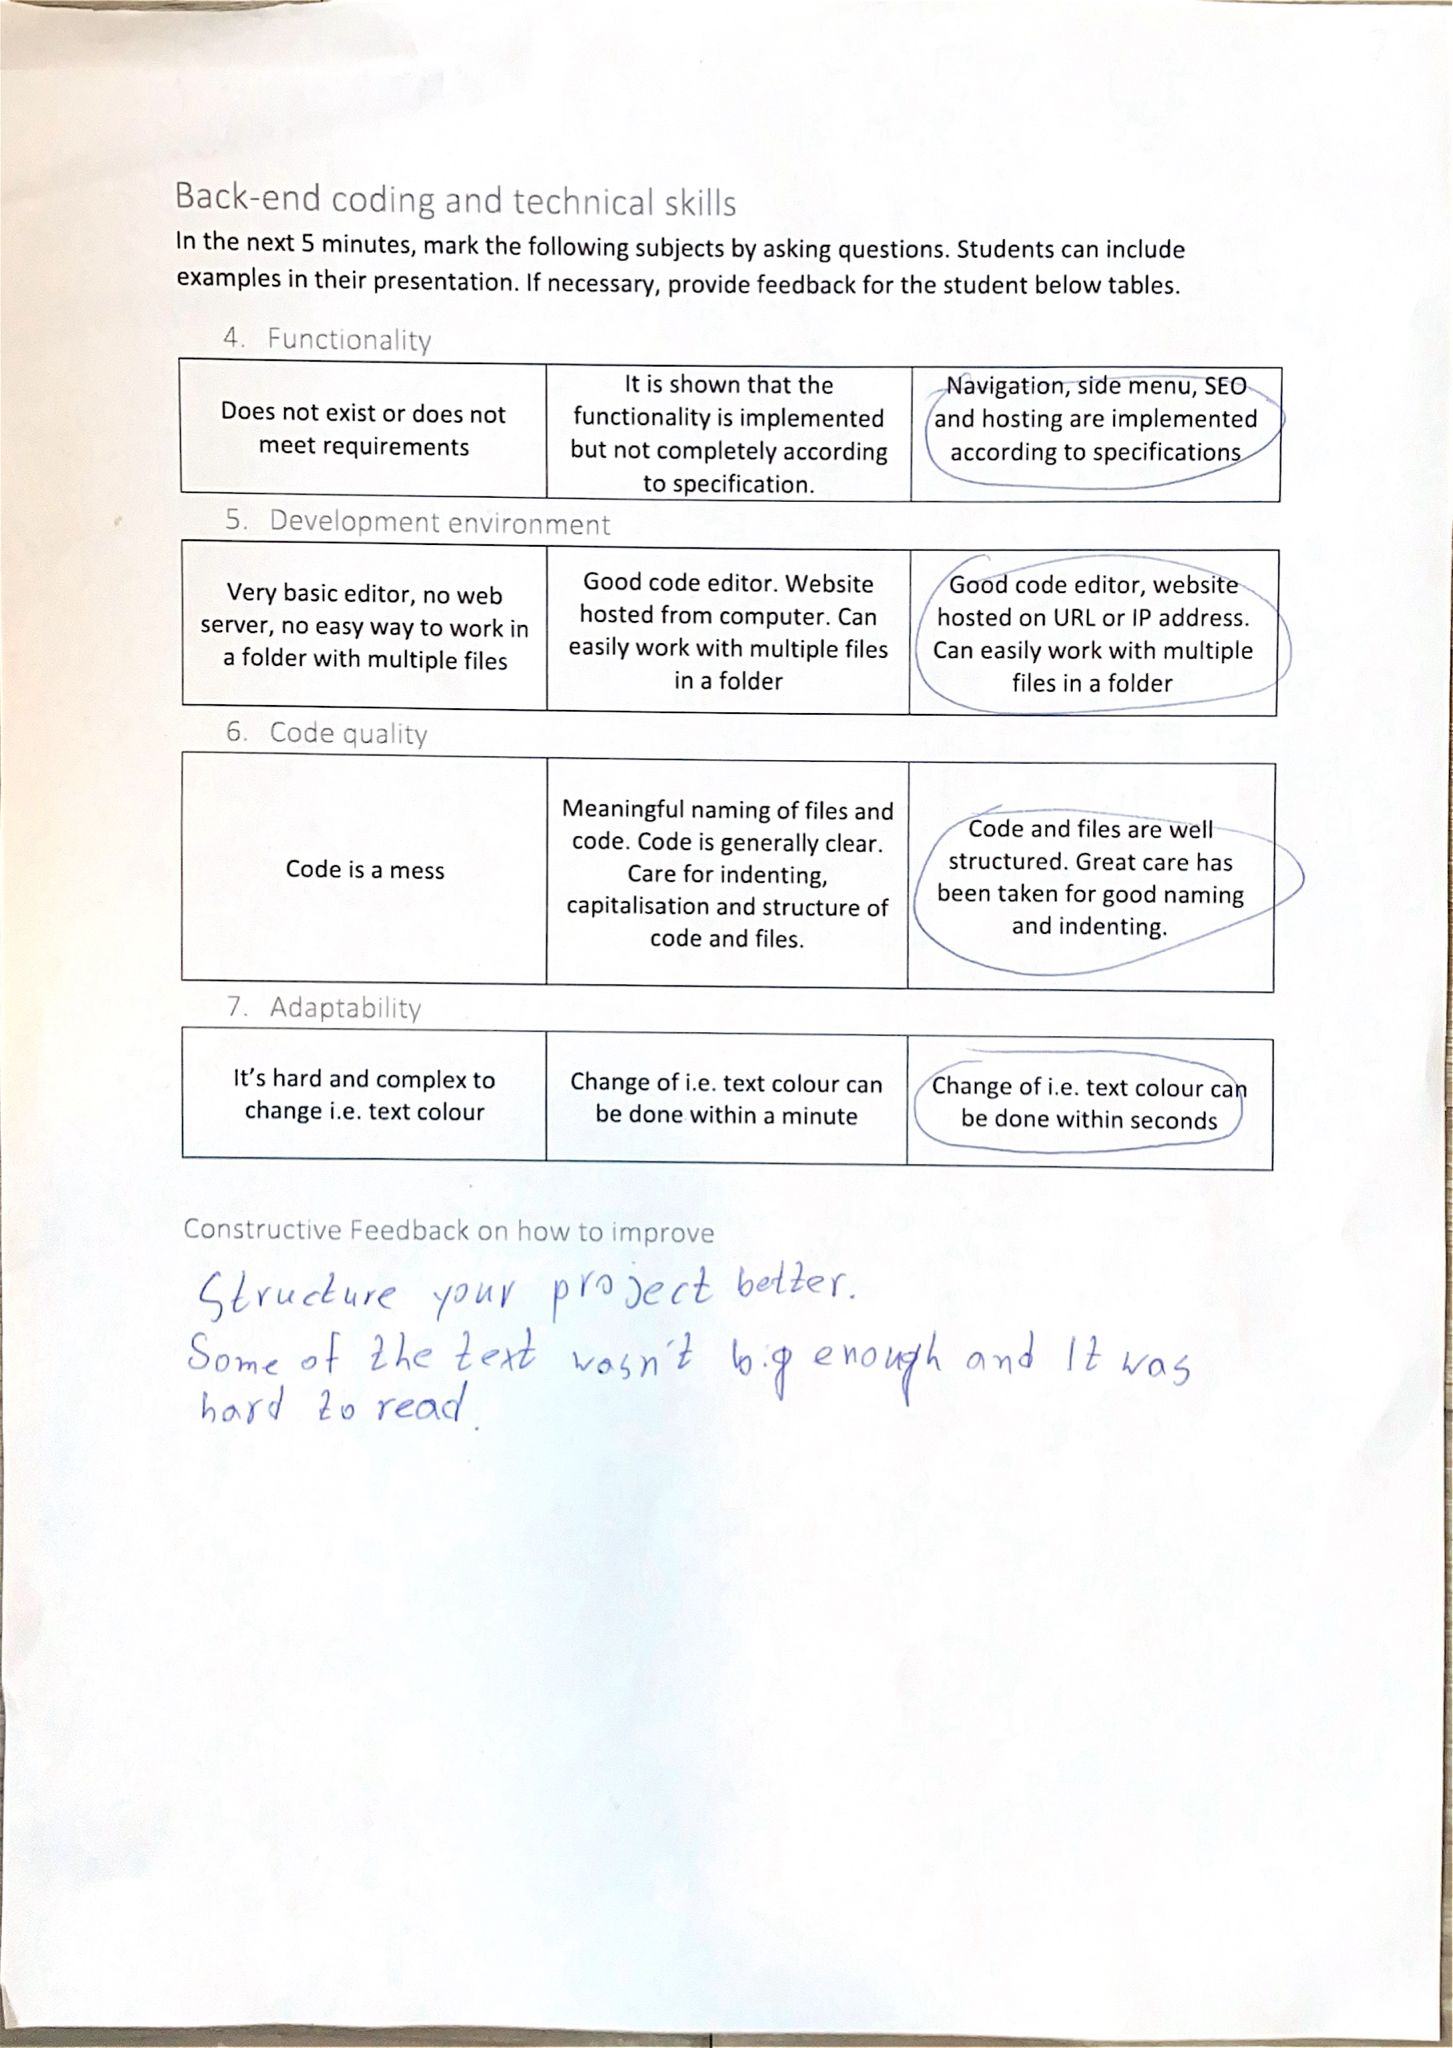 Back-end coding and technical skills
In the next 5 minutes, mark the following subjects by asking questions. Students can include
examples in their presentation. If necessary, provide feedback for the student below tables.
4. Functionality
Does not exist or does not
meet requirements
It is shown that the
functionality is implemented
but not completely according
to specification.
Navigation, side menu, SEO
and hosting are implemented
according to specifications
5. Development environment
Very basic editor, no web
server, no easy way to work in
a folder with multiple files
Good code editor. Website
hosted from computer. Can
easily work with multiple files
in a folder
Good code editor, website
hosted on URL or IP address.
Can easily work with multiple
files in a folder
6. Code quality
Code is a mess
Meaningful naming of files and
code. Code is generally clear.
Care for indenting,
capitalisation and structure of
code and files.
Code and files are well
structured. Great care has
been taken for good naming
and indenting.
7. Adaptability
It's hard and complex to
change i.e. text colour
Change of i.e. text colour can
be done within a minute
Change of i.e. text colour can
be done within seconds
Constructive Feedback on how to improve
Structure your project better.
Some of the text wasn't big enough and It was
hard to read.